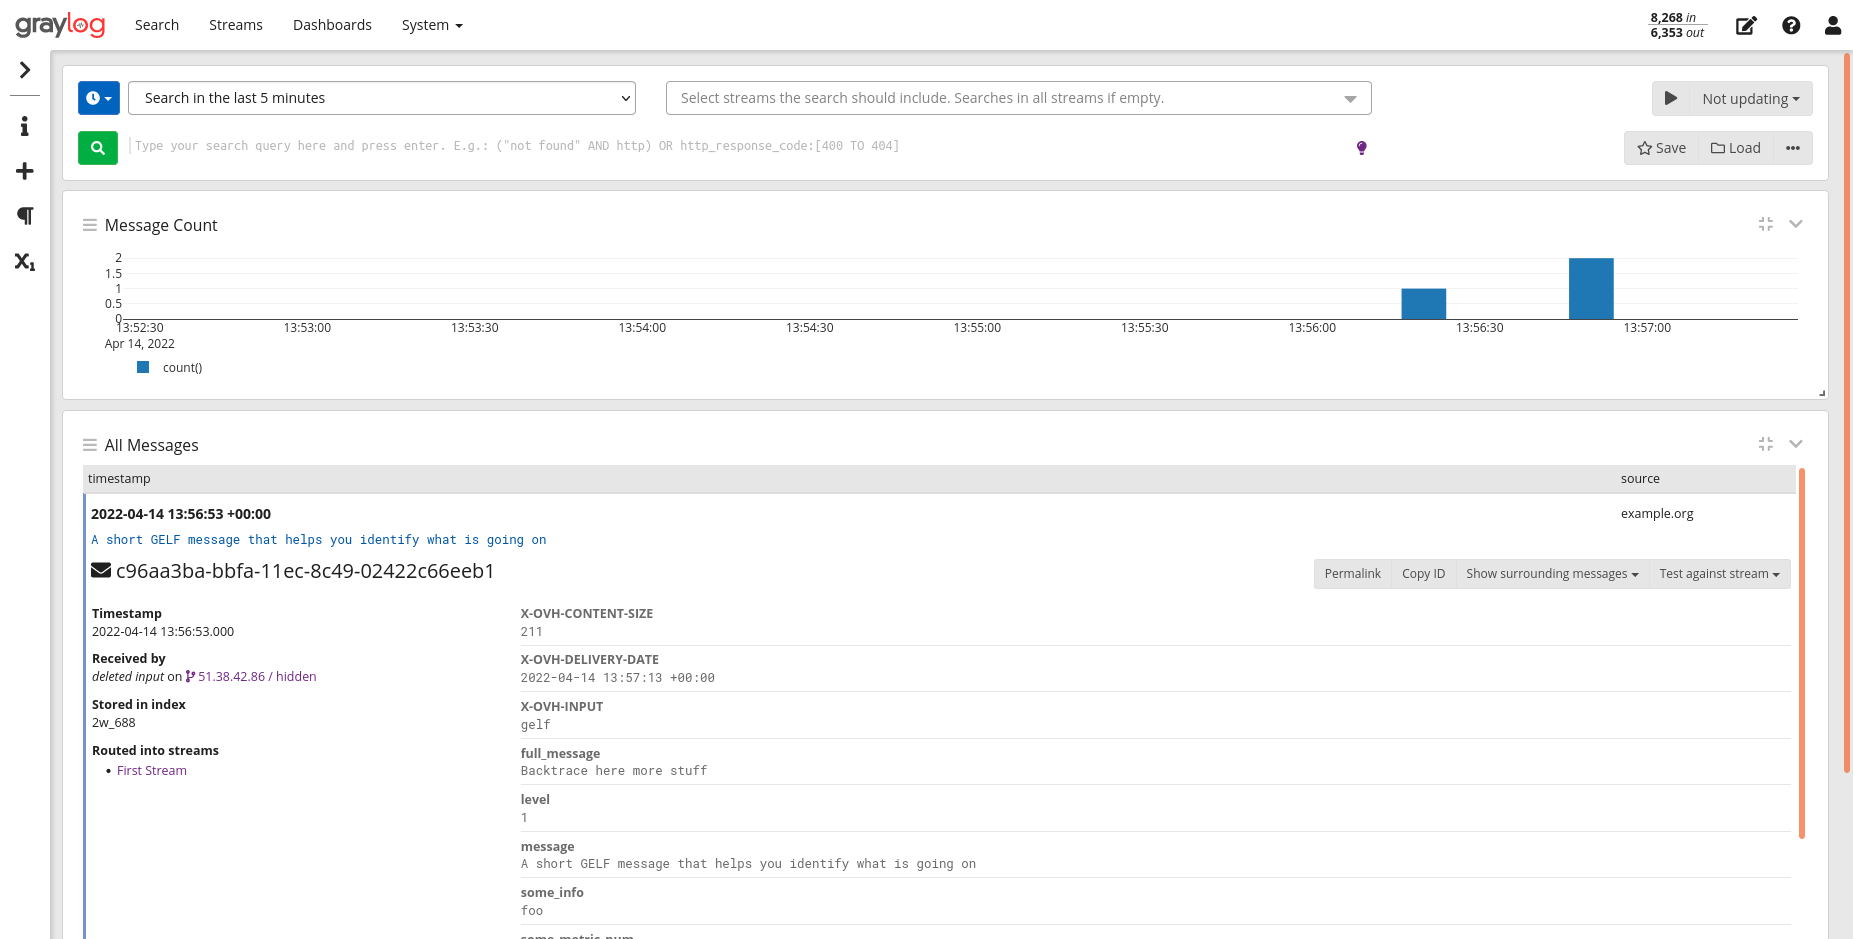 graylog Search Streams Dashboards System
8,268 in
6,353 out
Search in the last 5 minutes
Select streams the search should include. Searches in all streams if empty.
Not updating
Type your search query here and press enter. E.g.: ("not found" AND http) OR http_response_code:[400 TO 404]
Save Load
Message Count
2
1.5
1
0.5
0
13:52:30 13:53:00 13:53:30 13:54:00 13:54:30 13:55:00 13:55:30 13:56:00 13:56:30 13:57:00
Apr 14, 2022
count()
All Messages
timestamp source
2022-04-14 13:56:53 +00:00 example.org
A short GELF message that helps you identify what is going on
c96aa3ba-bbfa-11ec-8c49-02422c66eeb1
Permalink Copy ID Show surrounding messages Test against stream
Timestamp
2022-04-14 13:56:53.000
Received by
deleted input on 51.38.42.86 / hidden
Stored in index
2w_688
Routed into streams
• First Stream
X-OVH-CONTENT-SIZE
211
X-OVH-DELIVERY-DATE
2022-04-14 13:57:13 +00:00
X-OVH-INPUT
gelf
full_message
Backtrace here more stuff
level
1
message
A short GELF message that helps you identify what is going on
some_info
foo
some_metric_num